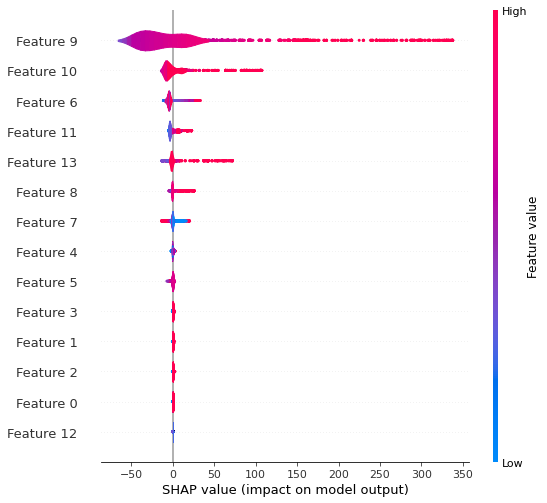 High
Feature 9
Feature 10
Feature 6
Feature 11
Feature 13
Feature 8
Feature 7
Feature 4
Feature 5
Feature 3
Feature 1
Feature 2
Feature 0
Feature 12
Feature value
Low
−50 0 50 100 150 200 250 300 350
SHAP value (impact on model output)